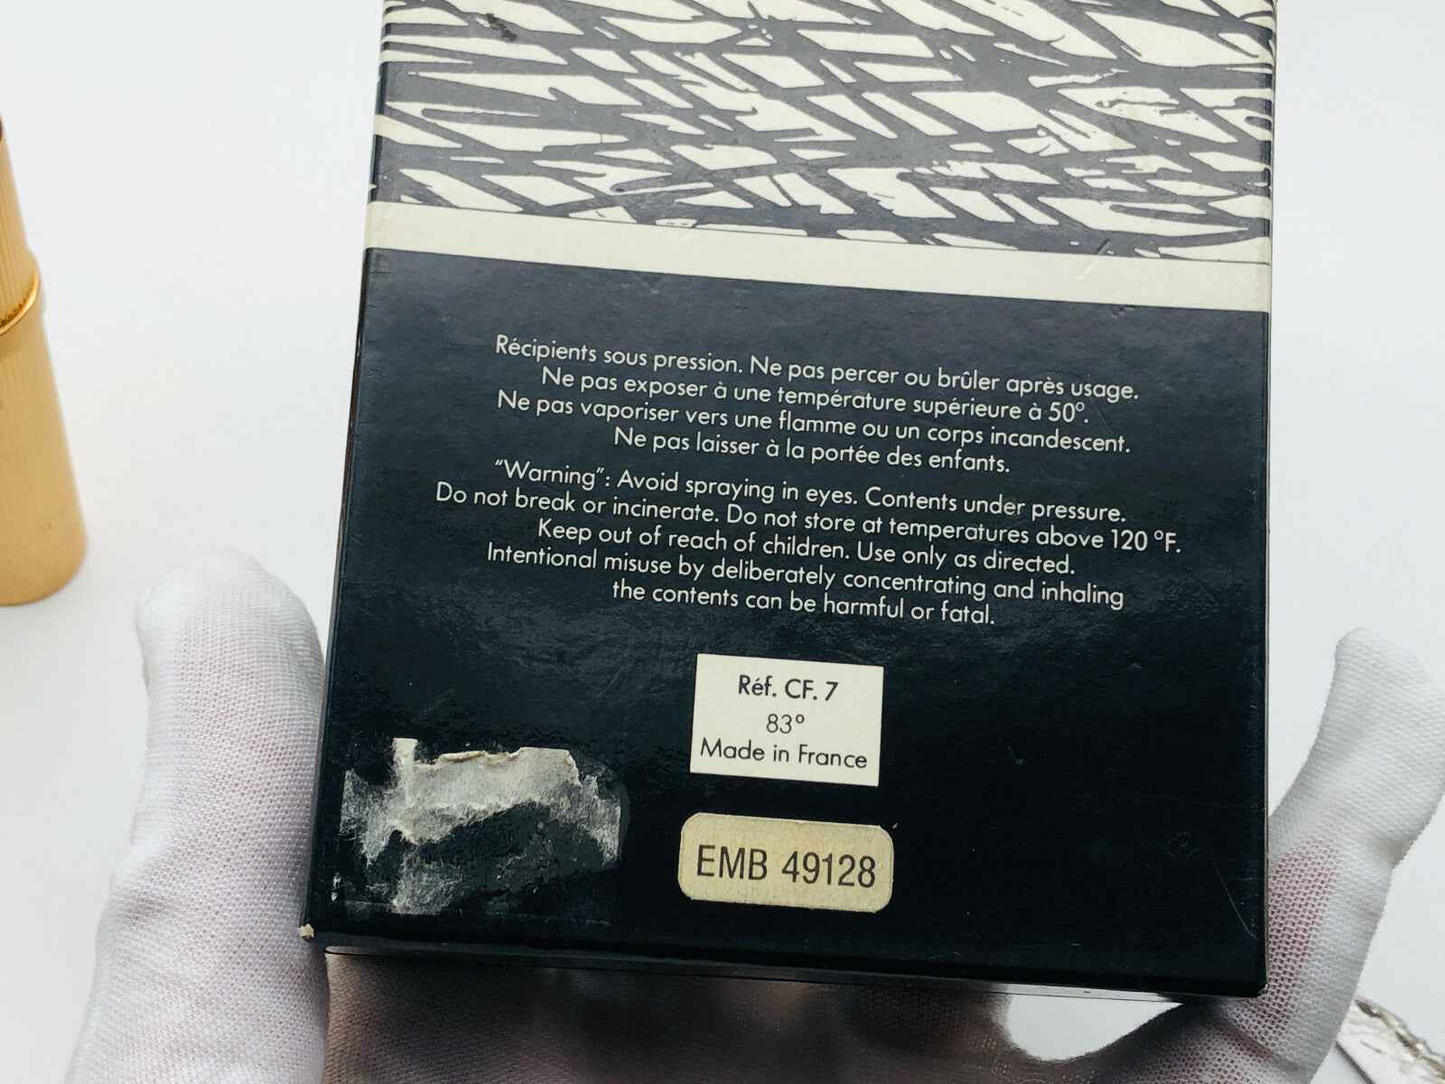 Récipients sous pression. Ne pas percer ou brûler après usage.
Ne pas exposer à une température supérieure à 50°.
Ne pas vaporiser vers une flamme ou un corps incandescent.
Ne pas laisser à la portée des enfants.
“Warning”: Avoid spraying in eyes. Contents under pressure.
Do not break or incinerate. Do not store at temperatures above 120 °F.
Keep out of reach of children. Use only as directed.
Intentional misuse by deliberately concentrating and inhaling
the contents can be harmful or fatal.
Réf. CF. 7
83°
Made in France
EMB 49128